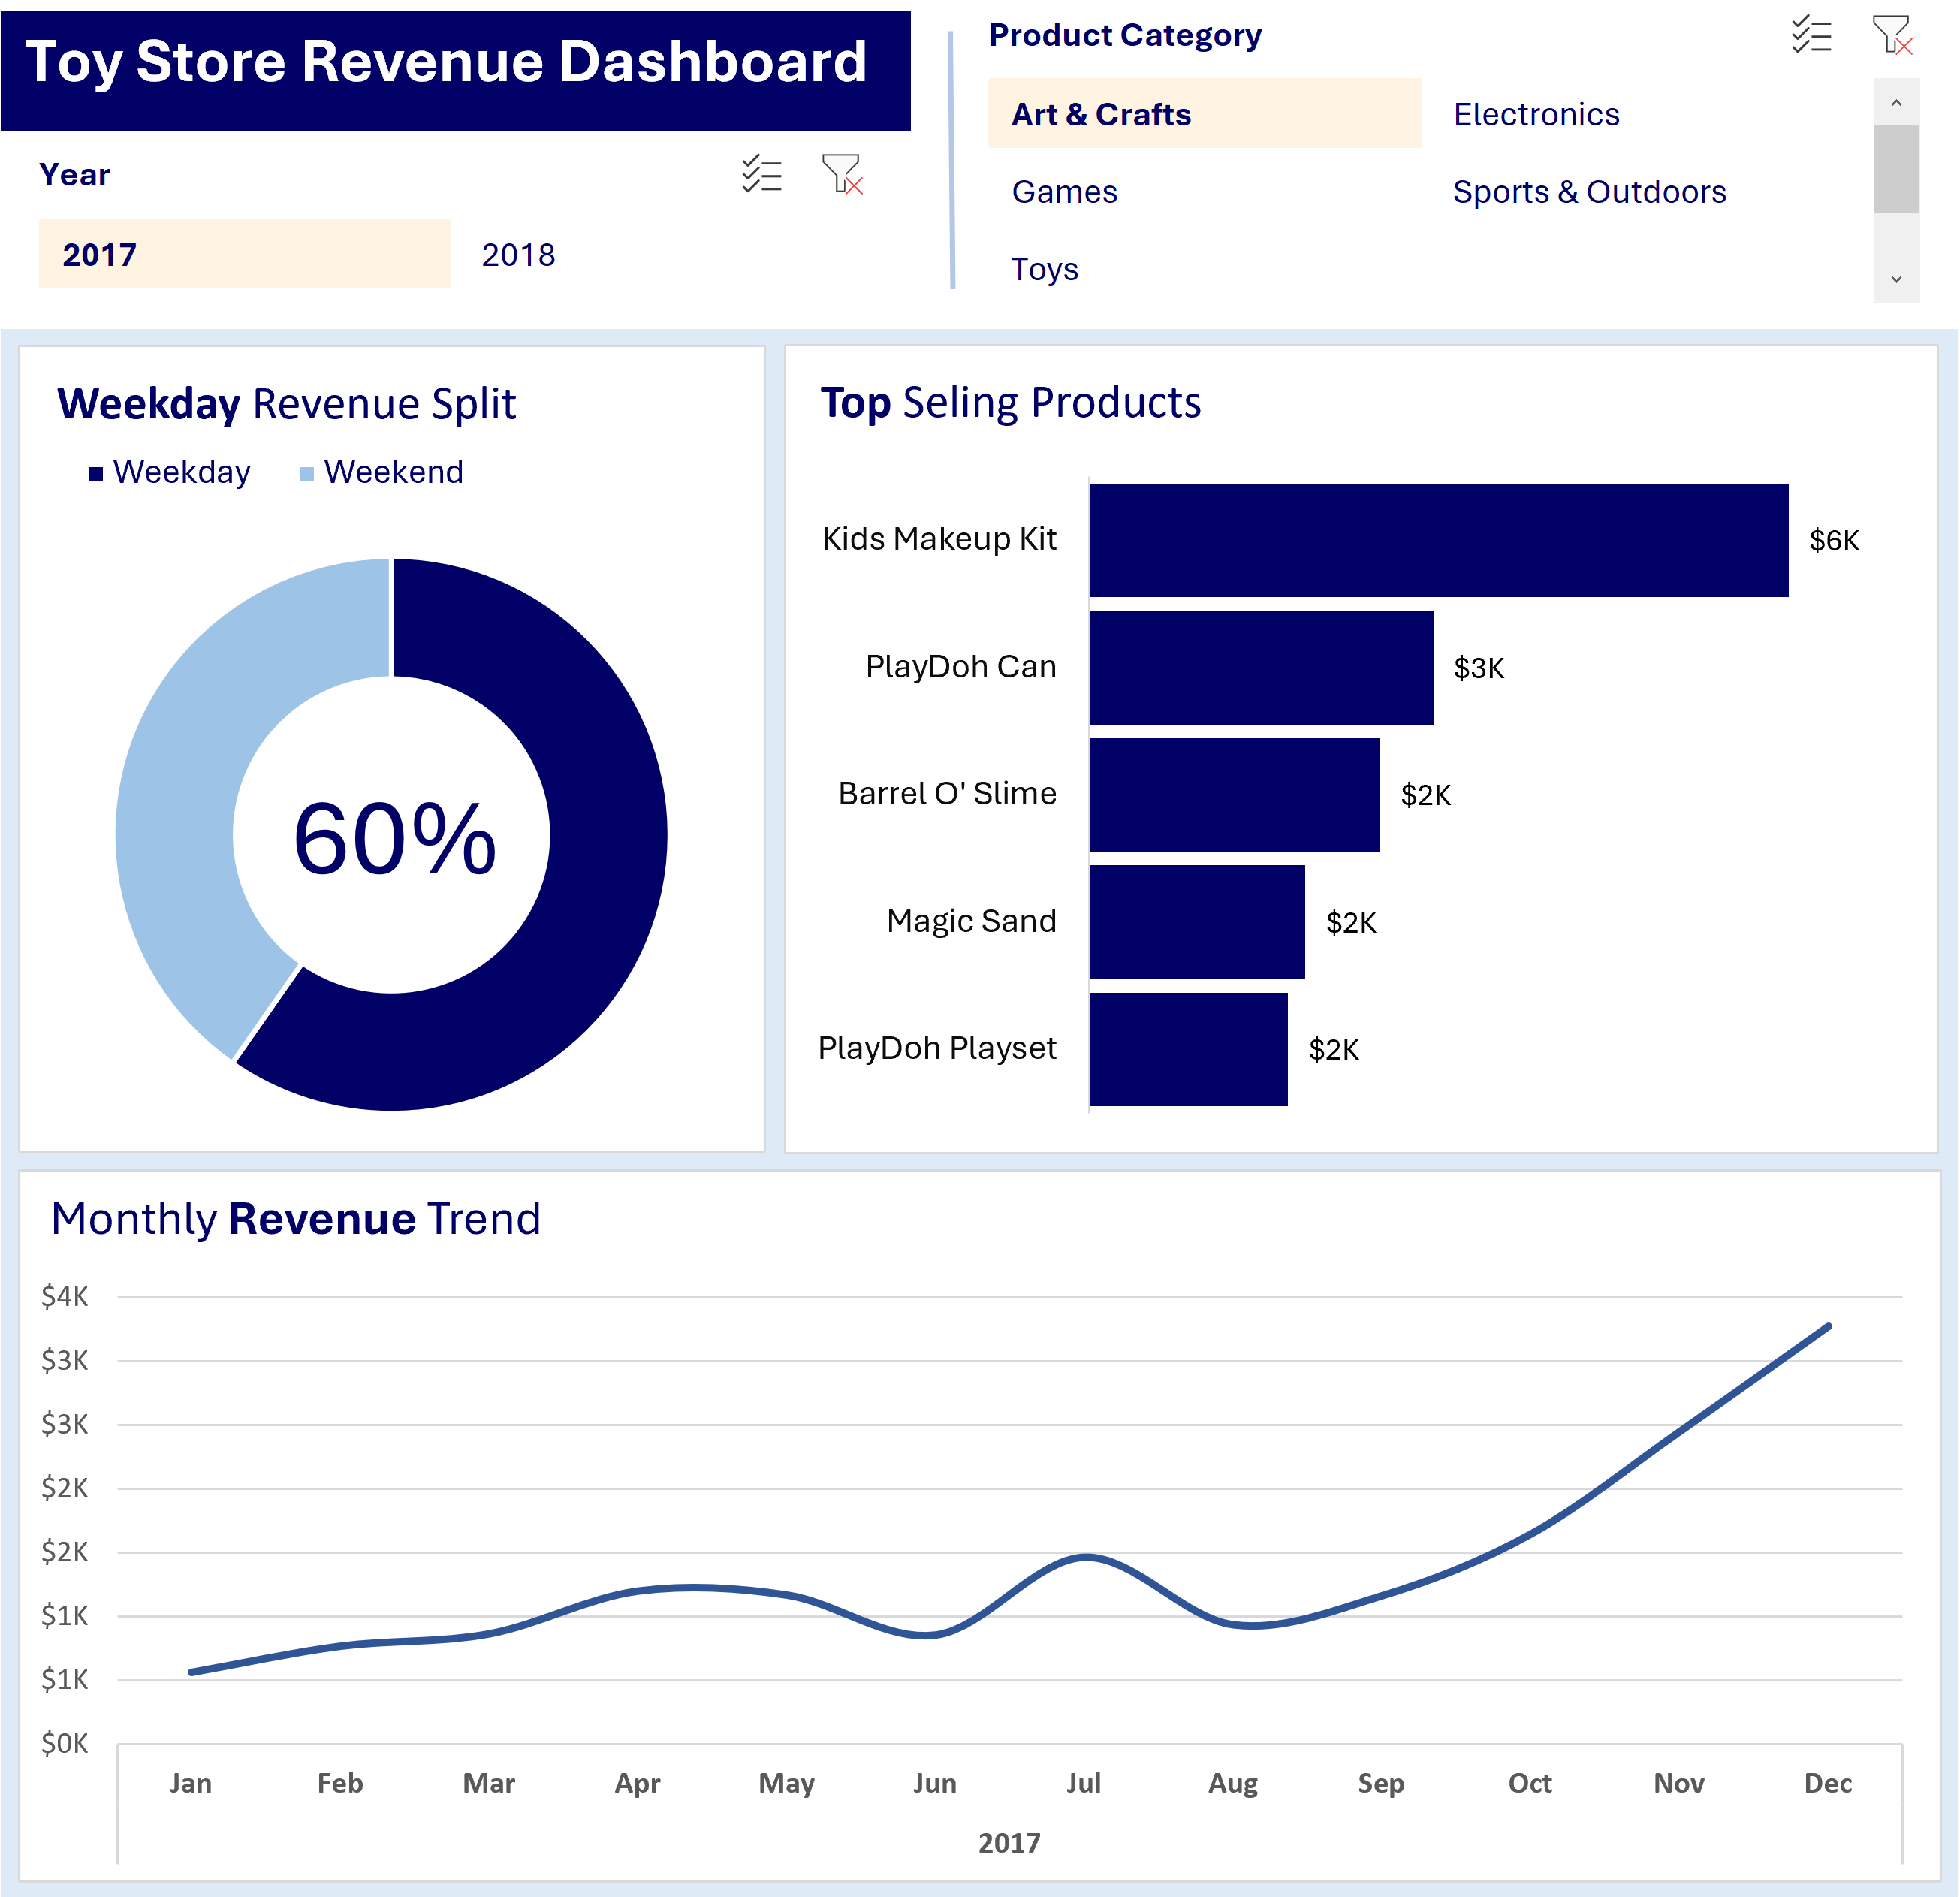 Toy Store Revenue Dashboard
Year
2017 2018
Product Category
Art & Crafts Electronics
Games Sports & Outdoors
Toys
Weekday Revenue Split
Weekday Weekend
60%
Top Seling Products
Kids Makeup Kit $6K
PlayDoh Can $3K
Barrel O' Slime $2K
Magic Sand $2K
PlayDoh Playset $2K
Monthly Revenue Trend
$4K
$3K
$3K
$2K
$2K
$1K
$1K
$0K
Jan Feb Mar Apr May Jun Jul Aug Sep Oct Nov Dec
2017